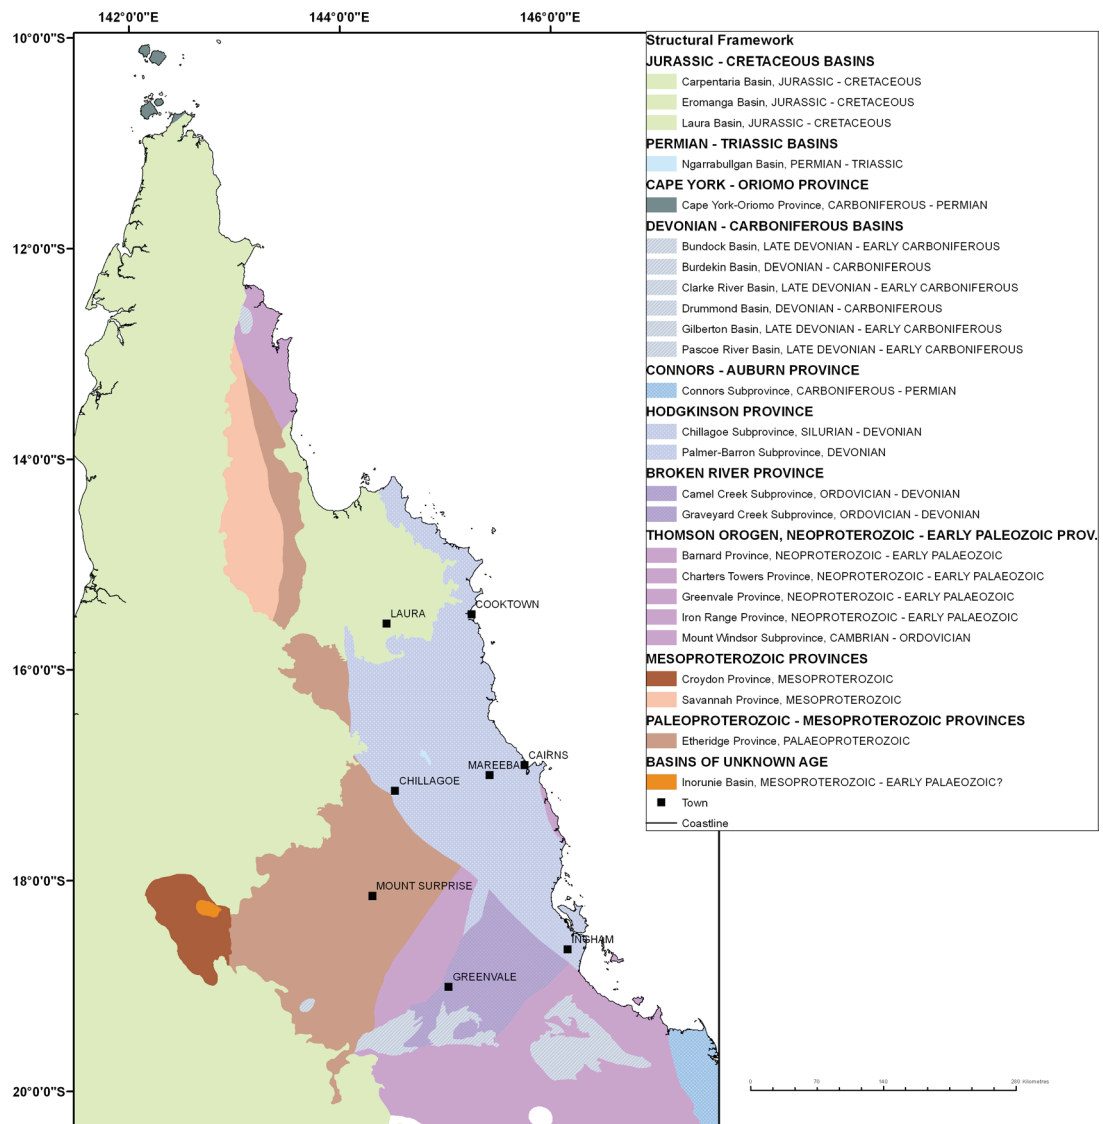 142°0'0"E 144°0'0"E 146°0'0"E
10°0'0"S
12°0'0"S
14°0'0"S
16°0'0"S
18°0'0"S
20°0'0"S
LAURA
COOKTOWN
CAIRNS
MAREEBA
CHILLAGOE
MOUNT SURPRISE
INGHAM
GREENVALE
Structural Framework
JURASSIC - CRETACEOUS BASINS
Carpentaria Basin, JURASSIC - CRETACEOUS
Eromanga Basin, JURASSIC - CRETACEOUS
Laura Basin, JURASSIC - CRETACEOUS
PERMIAN - TRIASSIC BASINS
Ngarrabullgan Basin, PERMIAN - TRIASSIC
CAPE YORK - ORIOMO PROVINCE
Cape York-Oriomo Province, CARBONIFEROUS - PERMIAN
DEVONIAN - CARBONIFEROUS BASINS
Bundock Basin, LATE DEVONIAN - EARLY CARBONIFEROUS
Burdekin Basin, DEVONIAN - CARBONIFEROUS
Clarke River Basin, LATE DEVONIAN - EARLY CARBONIFEROUS
Drummond Basin, DEVONIAN - CARBONIFEROUS
Gilberton Basin, LATE DEVONIAN - EARLY CARBONIFEROUS
Pascoe River Basin, LATE DEVONIAN - EARLY CARBONIFEROUS
CONNORS - AUBURN PROVINCE
Connors Subprovince, CARBONIFEROUS - PERMIAN
HODGKINSON PROVINCE
Chillagoe Subprovince, SILURIAN - DEVONIAN
Palmer-Barron Subprovince, DEVONIAN
BROKEN RIVER PROVINCE
Camel Creek Subprovince, ORDOVICIAN - DEVONIAN
Graveyard Creek Subprovince, ORDOVICIAN - DEVONIAN
THOMSON OROGEN, NEOPROTEROZOIC - EARLY PALEOZOIC PROV.
Barnard Province, NEOPROTEROZOIC - EARLY PALAEOZOIC
Charters Towers Province, NEOPROTEROZOIC - EARLY PALAEOZOIC
Greenvale Province, NEOPROTEROZOIC - EARLY PALAEOZOIC
Iron Range Province, NEOPROTEROZOIC - EARLY PALAEOZOIC
Mount Windsor Subprovince, CAMBRIAN - ORDOVICIAN
MESOPROTEROZOIC PROVINCES
Croydon Province, MESOPROTEROZOIC
Savannah Province, MESOPROTEROZOIC
PALEOPROTEROZOIC - MESOPROTEROZOIC PROVINCES
Etheridge Province, PALAEOPROTEROZOIC
BASINS OF UNKNOWN AGE
Inorunie Basin, MESOPROTEROZOIC - EARLY PALAEOZOIC?
Town
Coastline
0 70 140 280 Kilometres